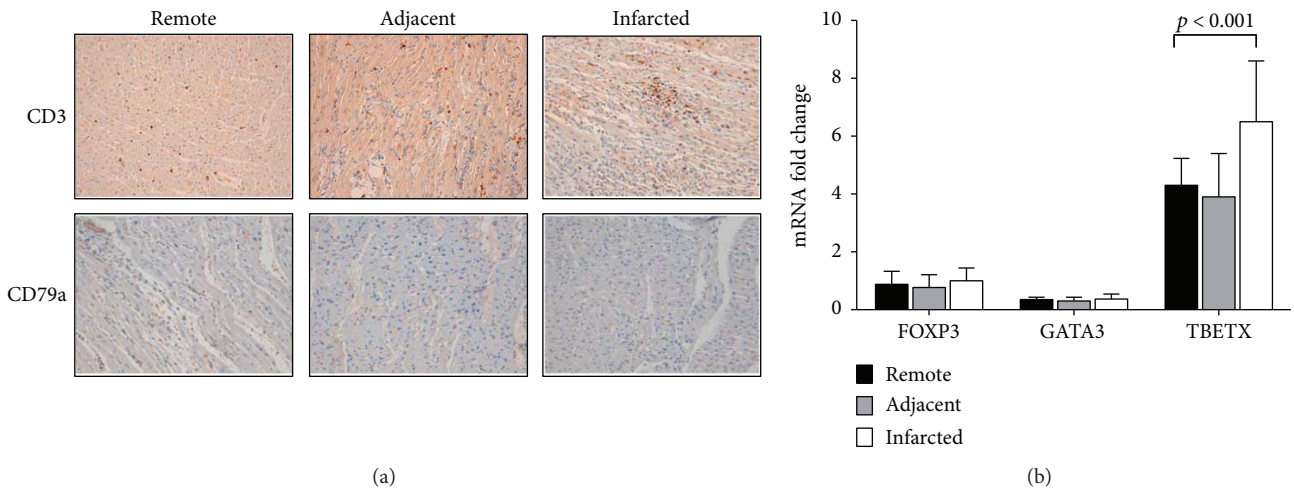 Remote Adjacent Infarcted
CD3
CD79a
(a)
10
8
6
4
2
0
mRNA fold change
p < 0.001
FOXP3 GATA3 TBETX
Remote
Adjacent
Infarcted
(b)